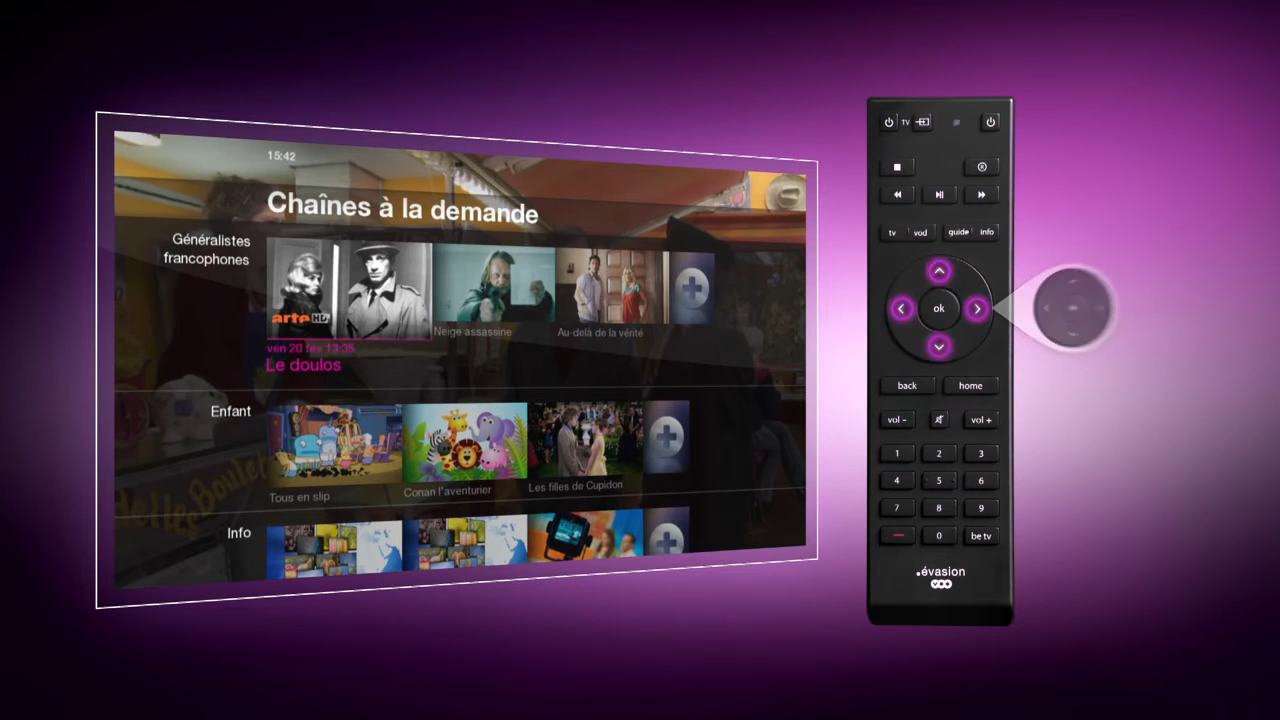 15:42
Chaînes à la demande
Généralistes
francophones
arte HD
ven 20 fév 13:35
Le doulos
Neige assassine
Au-delà de la vérité
Enfant
Tous en slip
Conan l'aventurier
Les filles de Cupidon
Info
TV
tv vod guide info
ok
back home
vol - vol +
1 2 3
4 5 6
7 8 9
0 be tv
.évasion
voo